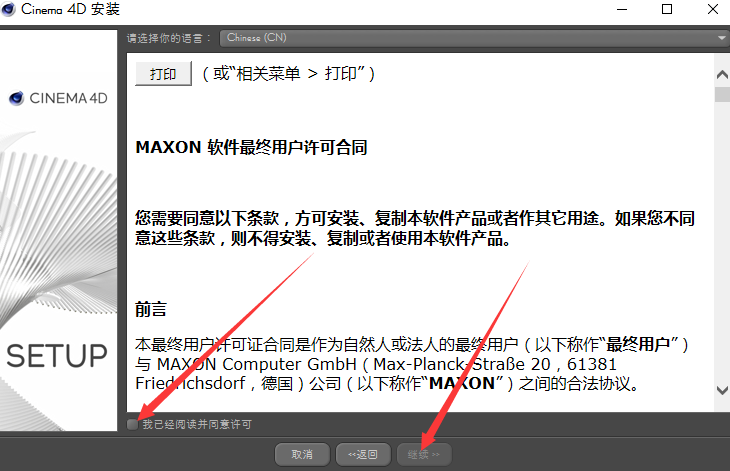 Cinema 4D 安装
请选择你的语言：
Chinese (CN)
CINEMA 4D
SETUP
打印
（或“相关菜单 > 打印”）
MAXON 软件最终用户许可合同
您需要同意以下条款，方可安装、复制本软件产品或者作其它用途。如果您不同
意这些条款，则不得安装、复制或者使用本软件产品。
前言
本最终用户许可证合同是作为自然人或法人的最终用户（以下称作“最终用户”）
与 MAXON Computer GmbH（Max-Planck-Straße 20，61381
Friedrichsdorf，德国）公司（以下称作“MAXON”）之间的合法协议。
我已经阅读并同意许可
取消
<<返回
继续 >>